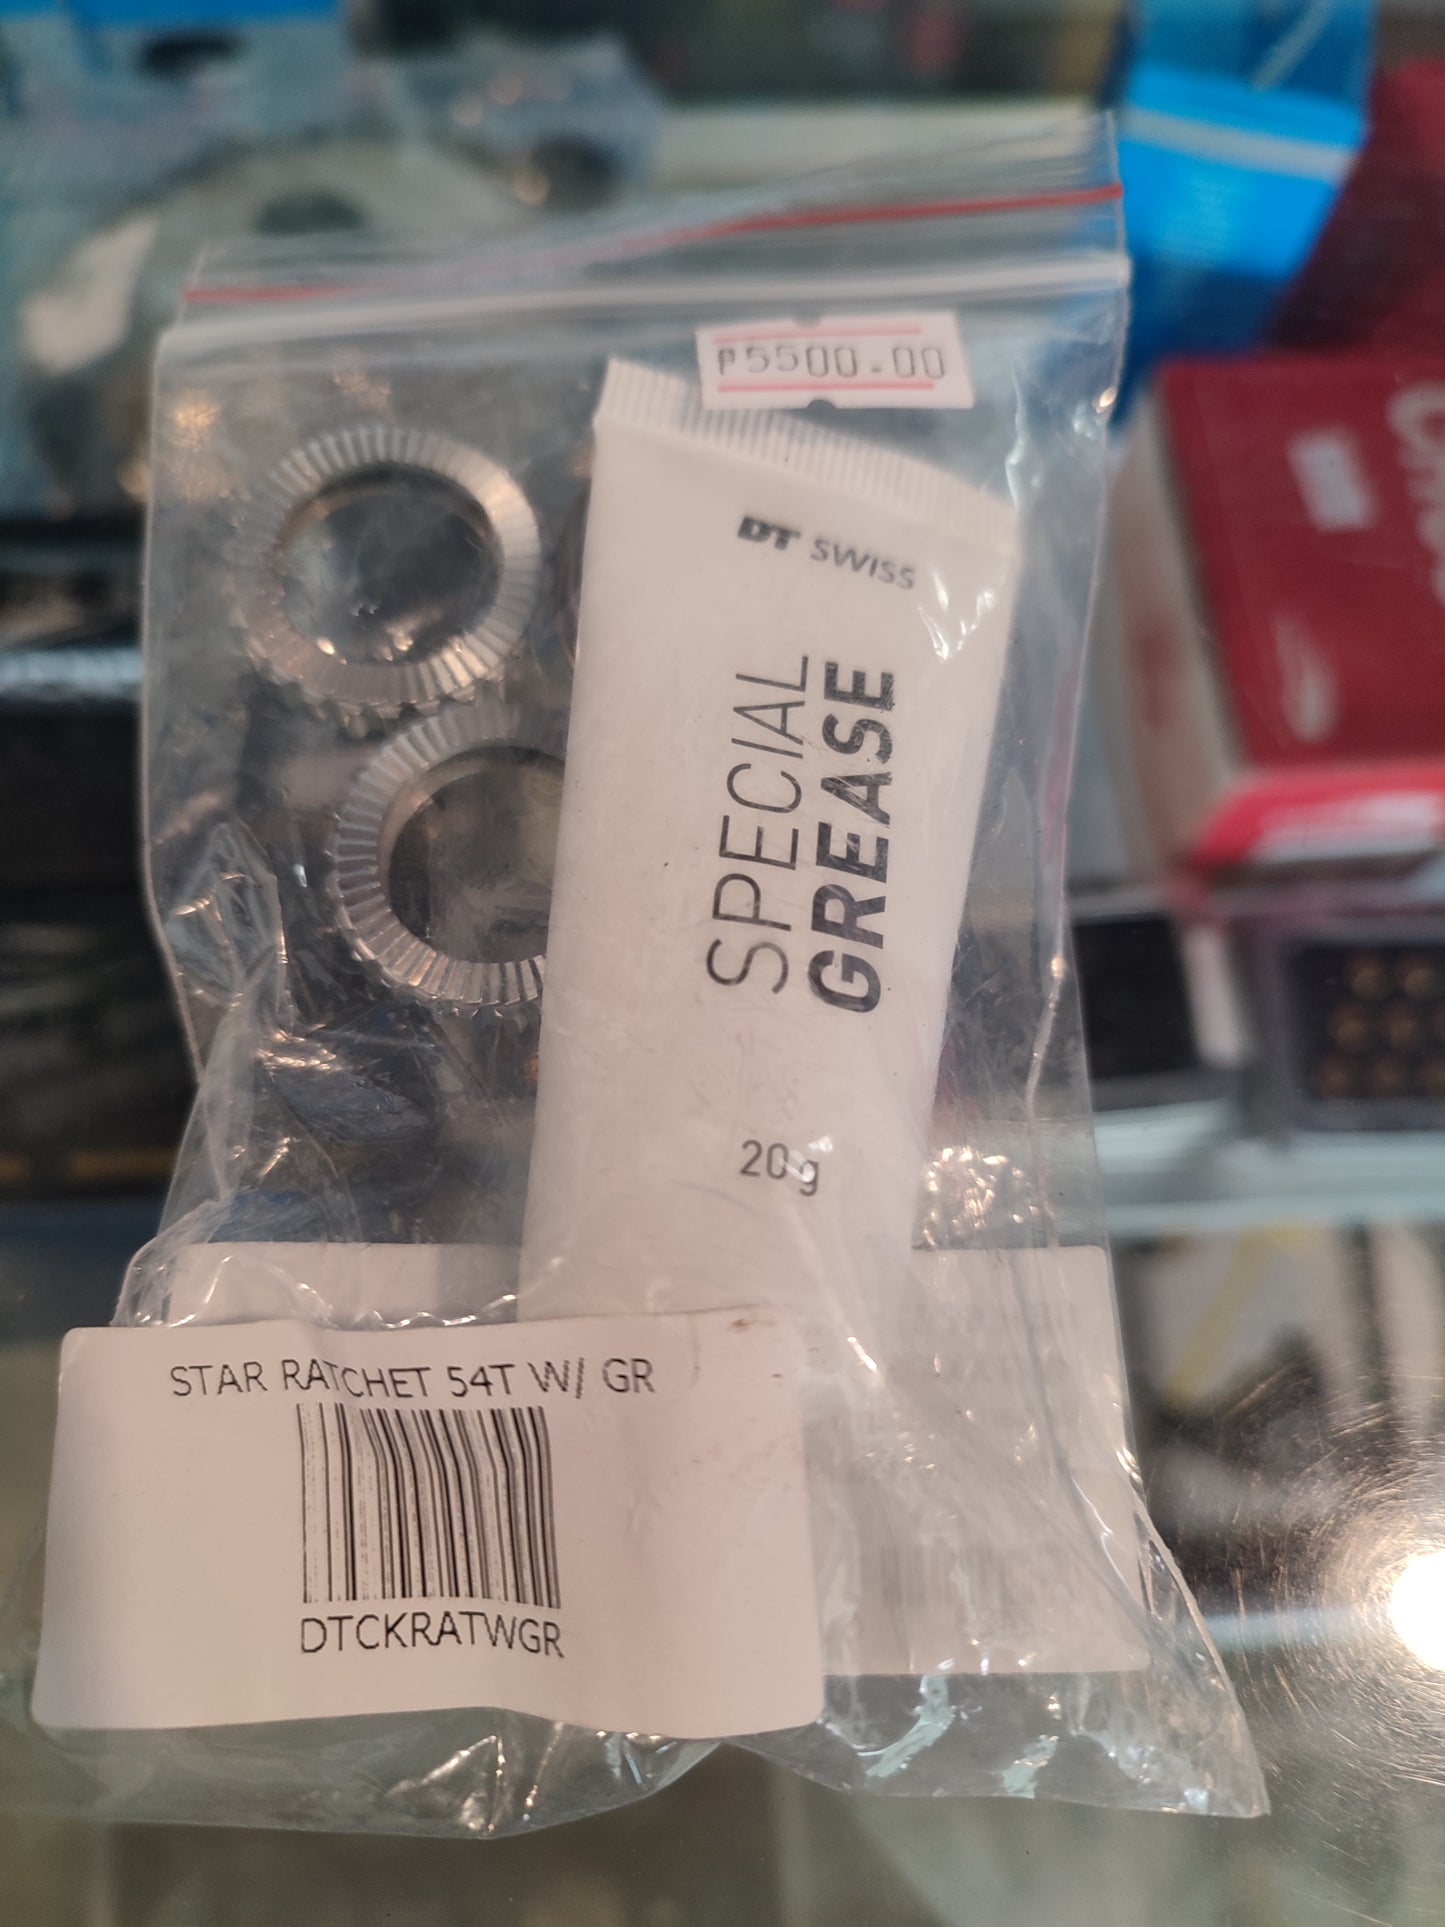 ₱5500.00
DT SWISS
SPECIAL
GREASE
20g
STAR RATCHET 54T W/ GR
DTCKRATWGR